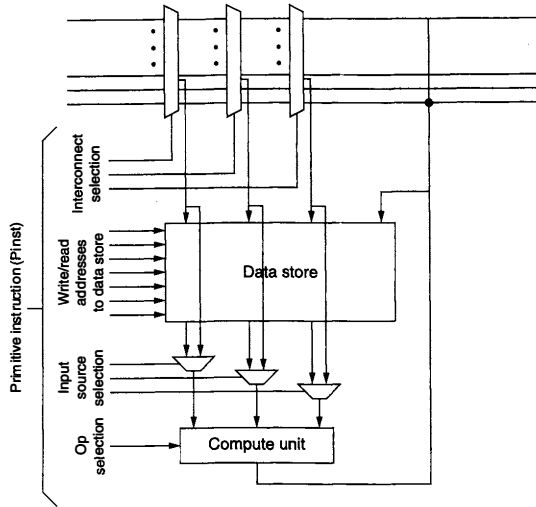 Primitive instruction (Pinst)
Interconnect
selection
Write/read
addresses
to data store
Data store
Input
source
selection
Op
selection
Compute unit